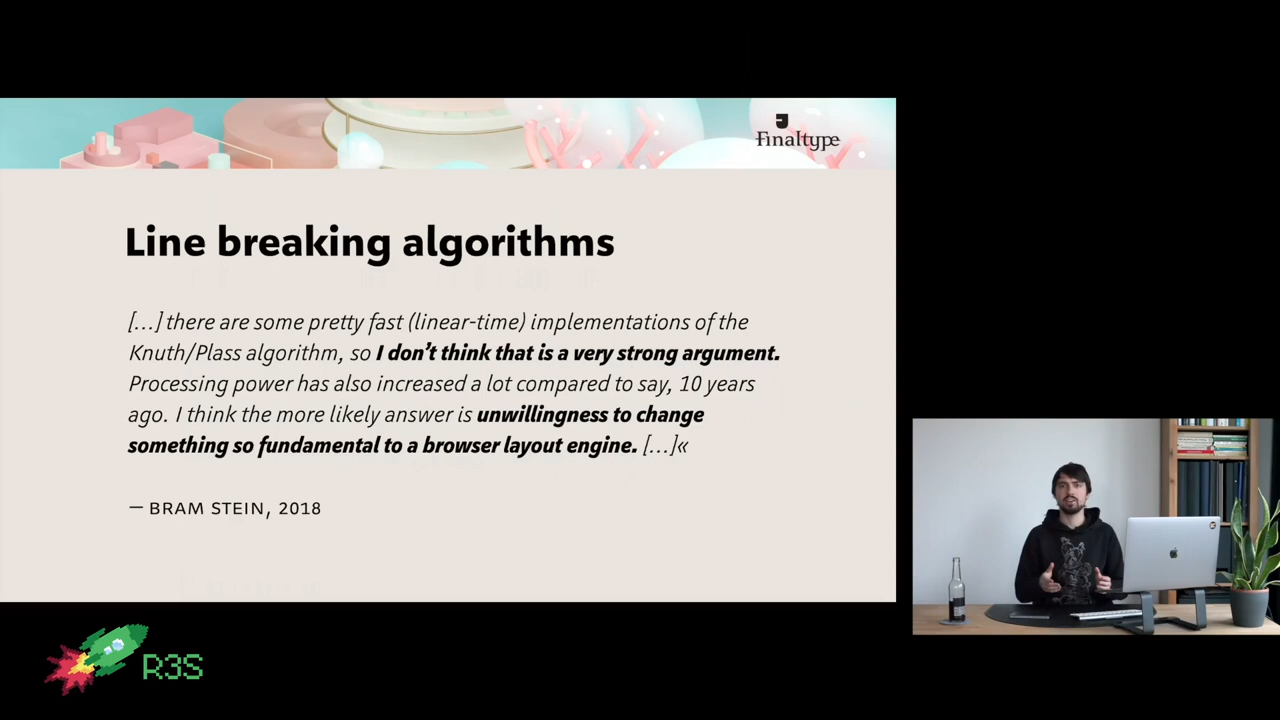 Finaltype
Line breaking algorithms
[…] there are some pretty fast (linear-time) implementations of the
Knuth/Plass algorithm, so I don’t think that is a very strong argument.
Processing power has also increased a lot compared to say, 10 years
ago. I think the more likely answer is unwillingness to change
something so fundamental to a browser layout engine. […]«
— BRAM STEIN, 2018
R3S